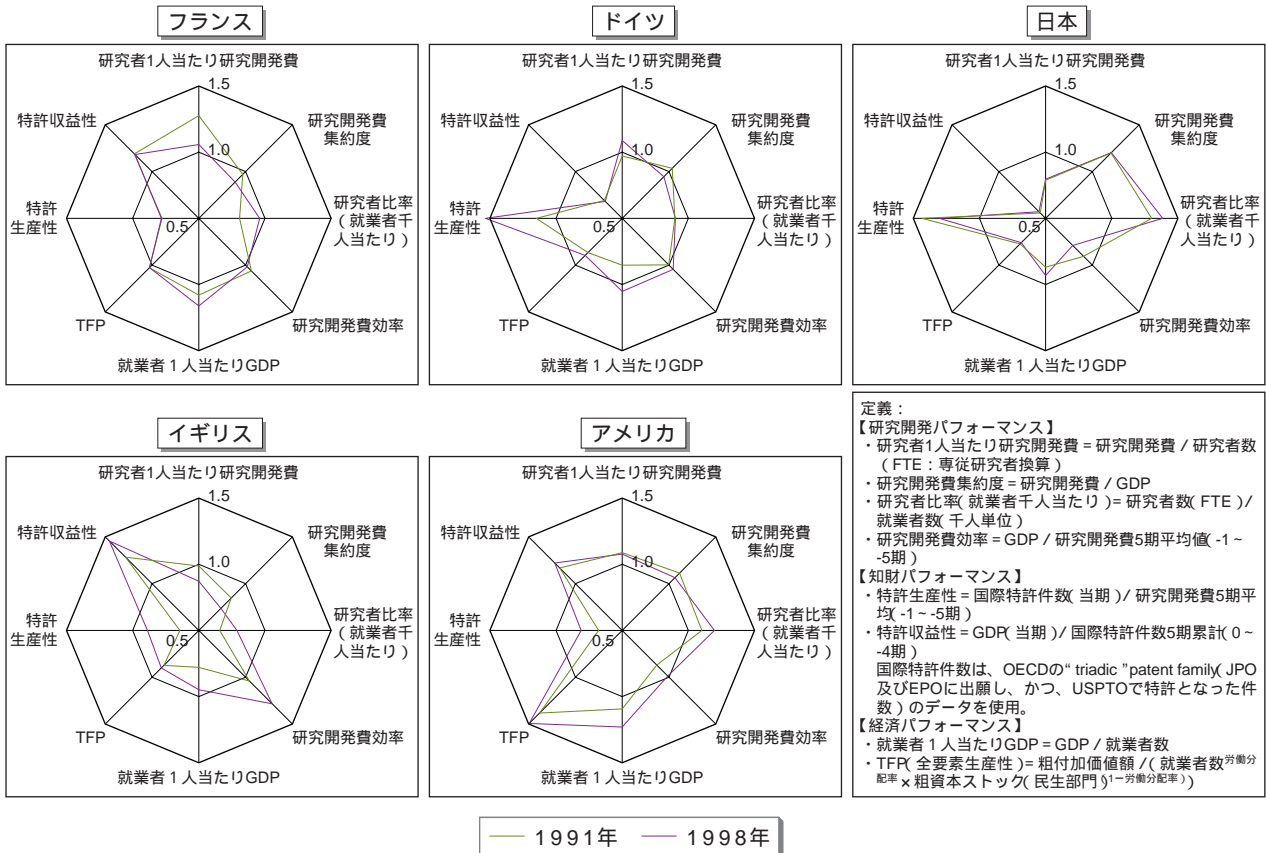 フランス
研究者1人当たり研究開発費
1.5
特許収益性
研究開発費
集約度
1.0
特許
生産性
0.5
研究者比率
(就業者千
人当たり)
TFP
研究開発費効率
就業者1人当たりGDP
ドイツ
研究者1人当たり研究開発費
1.5
特許収益性
研究開発費
集約度
1.0
特許
生産性
0.5
研究者比率
(就業者千
人当たり)
TFP
研究開発費効率
就業者1人当たりGDP
日本
研究者1人当たり研究開発費
1.5
特許収益性
研究開発費
集約度
1.0
特許
生産性
0.5
研究者比率
(就業者千
人当たり)
TFP
研究開発費効率
就業者1人当たりGDP
イギリス
研究者1人当たり研究開発費
1.5
特許収益性
研究開発費
集約度
1.0
特許
生産性
0.5
研究者比率
(就業者千
人当たり)
TFP
研究開発費効率
就業者1人当たりGDP
アメリカ
研究者1人当たり研究開発費
1.5
特許収益性
研究開発費
集約度
1.0
特許
生産性
0.5
研究者比率
(就業者千
人当たり)
TFP
研究開発費効率
就業者1人当たりGDP
定義:
【研究開発パフォーマンス】
・研究者1人当たり研究開発費=研究開発費/研究者数
(FTE:専従研究者換算)
・研究開発費集約度=研究開発費/GDP
・研究者比率(就業者千人当たり)=研究者数(FTE)/
就業者数(千人単位)
・研究開発費効率=GDP/研究開発費5期平均値(-1~
-5期)
【知財パフォーマンス】
・特許生産性=国際特許件数(当期)/研究開発費5期平
均(-1~-5期)
・特許収益性=GDP(当期)/国際特許件数5期累計(0~
-4期)
国際特許件数は、OECDの“triadic”patent family(JPO
及びEPOに出願し、かつ、USPTOで特許となった件
数)のデータを使用。
【経済パフォーマンス】
・就業者1人当たりGDP=GDP/就業者数
・TFP(全要素生産性)=粗付加価値額/(就業者数労働分
配率×粗資本ストック(民生部門)1-労働分配率))
1991年 1998年